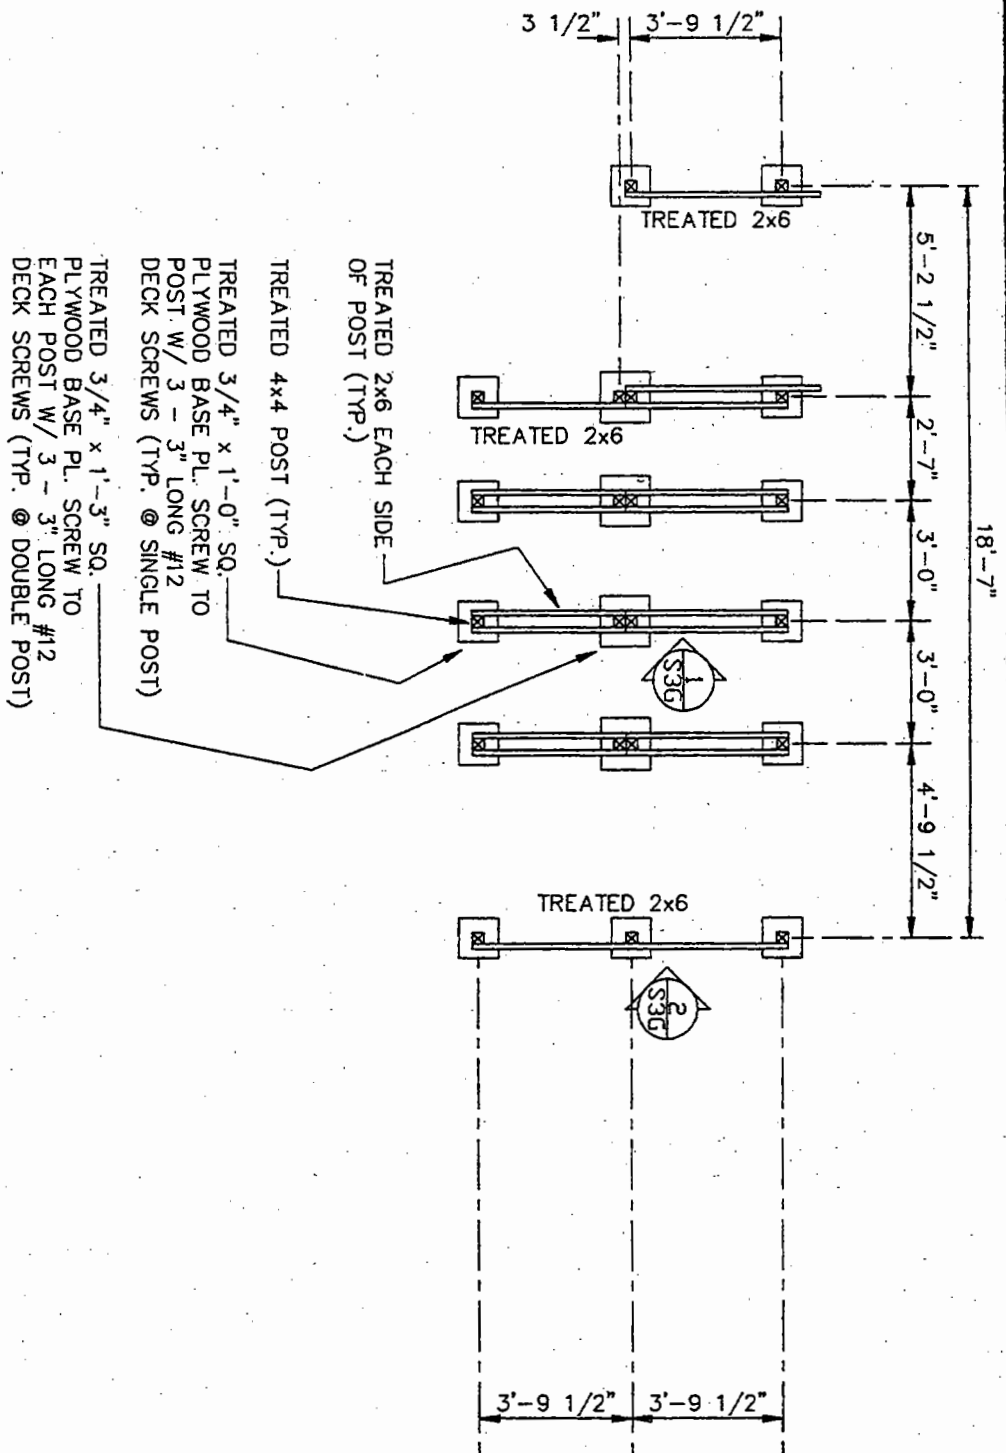 3 1/2"
3'-9 1/2"
18'-7"
5'-2 1/2"
2'-7"
3'-0"
3'-0"
4'-9 1/2"
TREATED 2x6
TREATED 2x6
TREATED 2x6
1
S3G
2
S3G
TREATED 2x6 EACH SIDE
OF POST (TYP.)
TREATED 4x4 POST (TYP.)
TREATED 3/4" x 1'-0" SQ.
PLYWOOD BASE PL. SCREW TO
POST W/ 3 - 3" LONG #12
DECK SCREWS (TYP. @ SINGLE POST)
TREATED 3/4" x 1'-3" SQ.
PLYWOOD BASE PL. SCREW TO
EACH POST W/ 3 - 3" LONG #12
DECK SCREWS (TYP. @ DOUBLE POST)
3'-9 1/2"
3'-9 1/2"